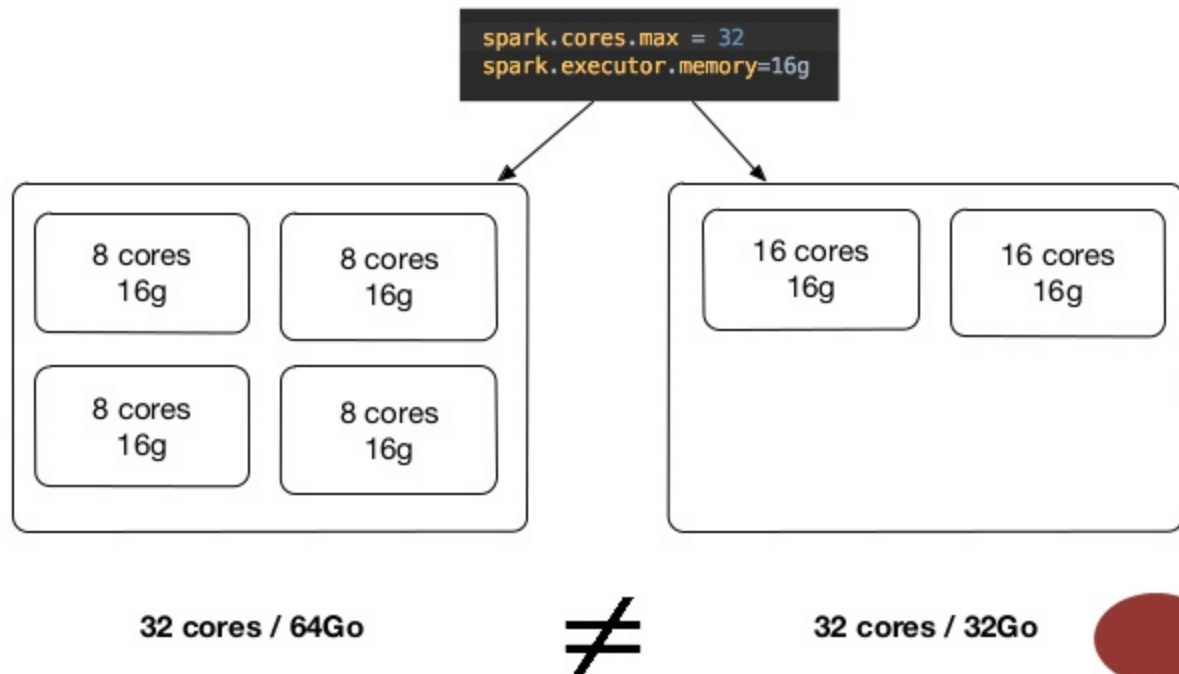 spark.cores.max = 32
spark.executor.memory=16g
8 cores
16g
8 cores
16g
8 cores
16g
8 cores
16g
16 cores
16g
16 cores
16g
32 cores / 64Go
≠
32 cores / 32Go